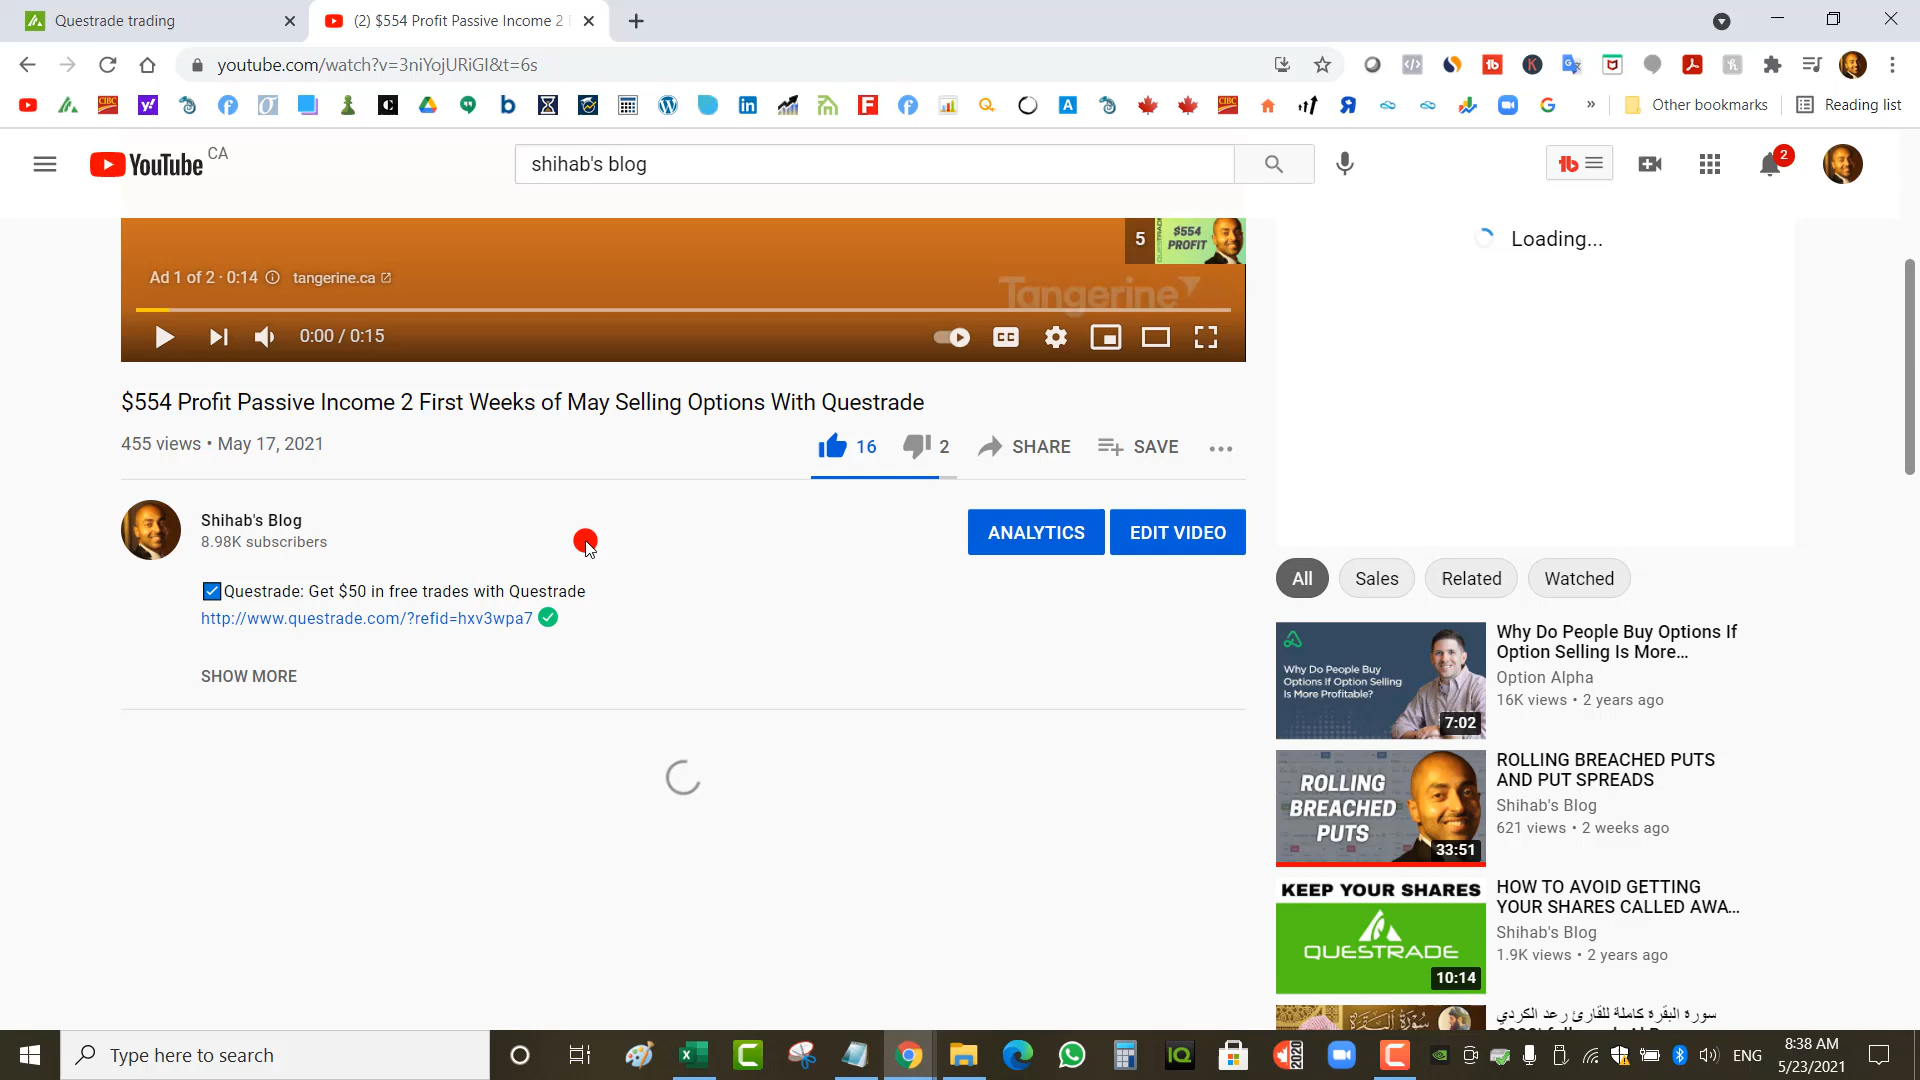 Questrade trading
(2) $554 Profit Passive Income 2
youtube.com/watch?v=3niYojURiGI&t=6s
Other bookmarks
Reading list
YouTube CA
shihab's blog
2
5
$554
PROFIT
Ad 1 of 2 · 0:14
tangerine.ca
Tangerine
0:00 / 0:15
CC
Loading...
$554 Profit Passive Income 2 First Weeks of May Selling Options With Questrade
455 views • May 17, 2021
16
2
SHARE
SAVE
Shihab's Blog
8.98K subscribers
ANALYTICS
EDIT VIDEO
Questrade: Get $50 in free trades with Questrade
http://www.questrade.com/?refid=hxv3wpa7
SHOW MORE
All
Sales
Related
Watched
Why Do People Buy
Options If Option Selling
Is More Profitable?
7:02
Why Do People Buy Options If
Option Selling Is More...
Option Alpha
16K views • 2 years ago
ROLLING
BREACHED
PUTS
33:51
ROLLING BREACHED PUTS
AND PUT SPREADS
Shihab's Blog
621 views • 2 weeks ago
KEEP YOUR SHARES
QUESTRADE
10:14
HOW TO AVOID GETTING
YOUR SHARES CALLED AWA...
Shihab's Blog
1.9K views • 2 years ago
سورة البقرة كاملة للقارئ رعد الكردي
Type here to search
ENG
8:38 AM
5/23/2021